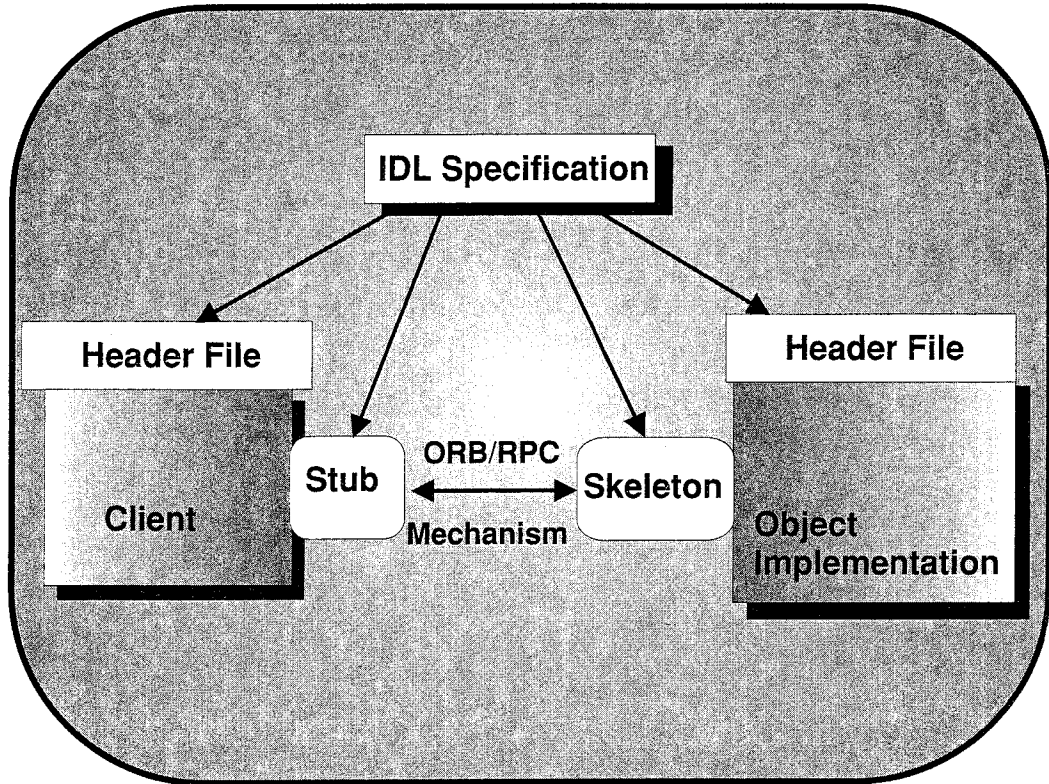 IDL Specification
Header File
Header File
Client
Stub
ORB/RPC
Mechanism
Skeleton
Object
Implementation